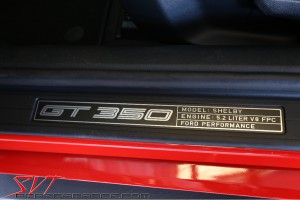 GT 350
MODEL: SHELBY
ENGINE: 5.2 LITER V8 FPC
FORD PERFORMANCE
SVT